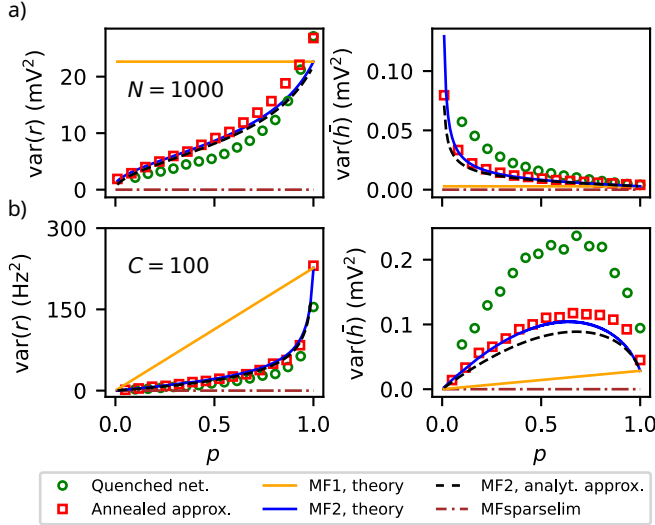 a)
var(r) (mV²)
20
10
0
N = 1000
var(h̄) (mV²)
0.10
0.05
0.00
b)
var(r) (Hz²)
300
150
0
C = 100
0.0 0.5 1.0
p
var(h̄) (mV²)
0.2
0.1
0.0
0.0 0.5 1.0
p
Quenched net. MF1, theory MF2, analyt. approx.
Annealed approx. MF2, theory MFsparselim